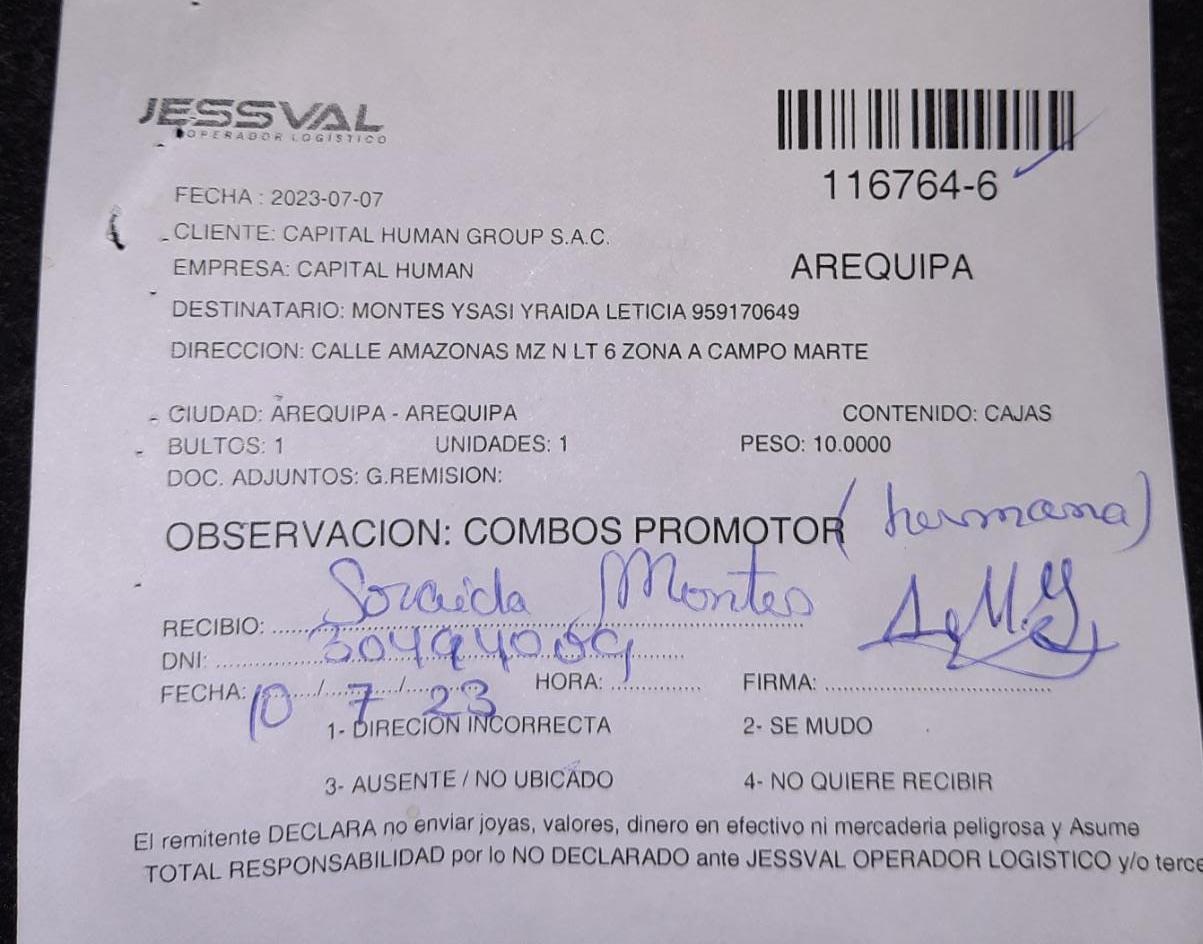 JESSVAL
OPERADOR LOGÍSTICO
116764-6
FECHA : 2023-07-07
CLIENTE: CAPITAL HUMAN GROUP S.A.C.
EMPRESA: CAPITAL HUMAN
AREQUIPA
DESTINATARIO: MONTES YSASI YRAIDA LETICIA 959170649
DIRECCION: CALLE AMAZONAS MZ N LT 6 ZONA A CAMPO MARTE
CIUDAD: AREQUIPA - AREQUIPA CONTENIDO: CAJAS
BULTOS: 1 UNIDADES: 1 PESO: 10.0000
DOC. ADJUNTOS: G.REMISION:
OBSERVACION: COMBOS PROMOTOR (hermana)
RECIBIO: Soraida Montes
DNI:
FECHA: 10/7/23 HORA: FIRMA:
1- DIRECION INCORRECTA 2- SE MUDO
3- AUSENTE / NO UBICADO 4- NO QUIERE RECIBIR
El remitente DECLARA no enviar joyas, valores, dinero en efectivo ni mercaderia peligrosa y Asume
TOTAL RESPONSABILIDAD por lo NO DECLARADO ante JESSVAL OPERADOR LOGISTICO y/o terce